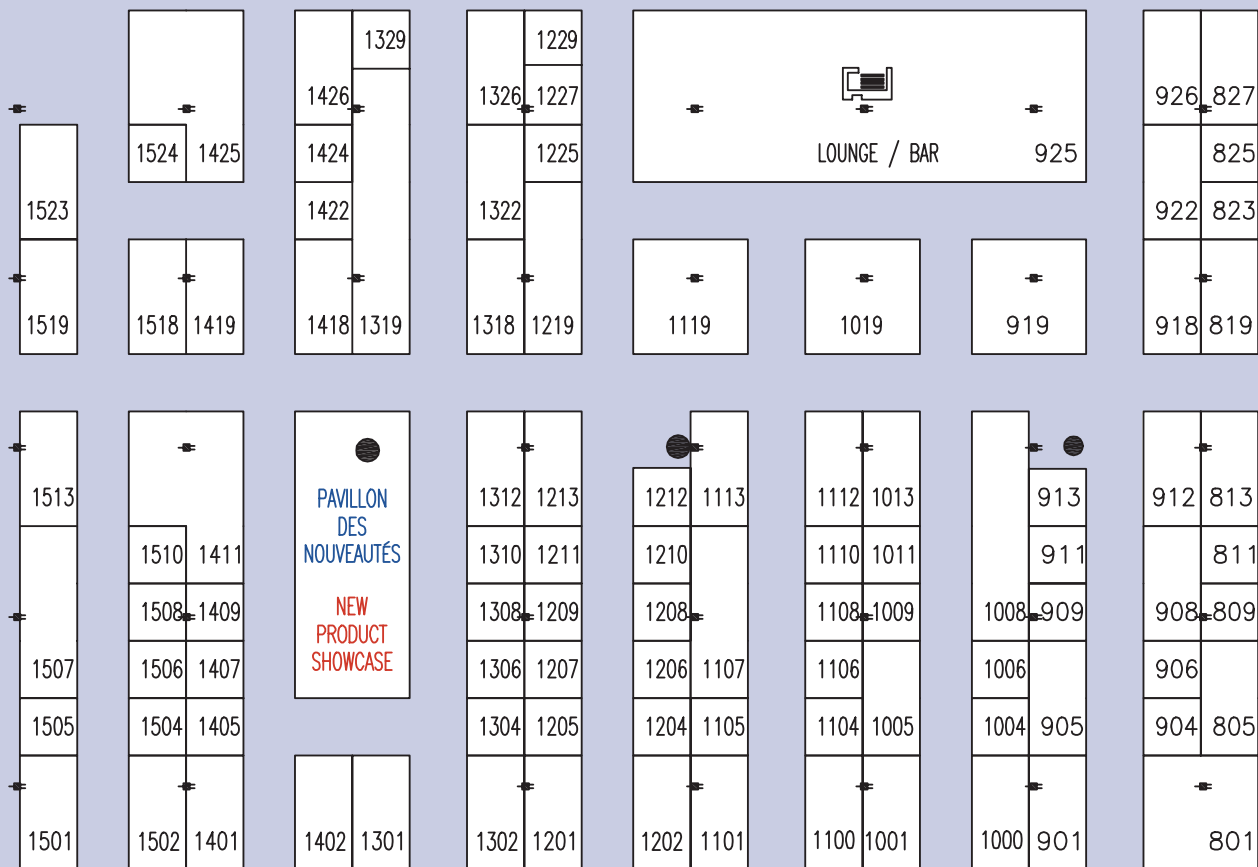 1329 1229
1426 1326 1227 926 827
1524 1425 1424 1225 LOUNGE / BAR 925 825
1523 1422 1322 922 823
1519 1518 1419 1418 1319 1318 1219 1119 1019 919 918 819
1513 PAVILLON 1312 1213 1212 1113 1112 1013 913 912 813
DES
1510 1411 NOUVEAUTÉS 1310 1211 1210 1110 1011 911 811
1508 1409 NEW 1308 1209 1208 1108 1009 1008 909 908 809
PRODUCT
1507 1506 1407 SHOWCASE 1306 1207 1206 1107 1106 1006 906
1505 1504 1405 1304 1205 1204 1105 1104 1005 1004 905 904 805
1501 1502 1401 1402 1301 1302 1201 1202 1101 1100 1001 1000 901 801